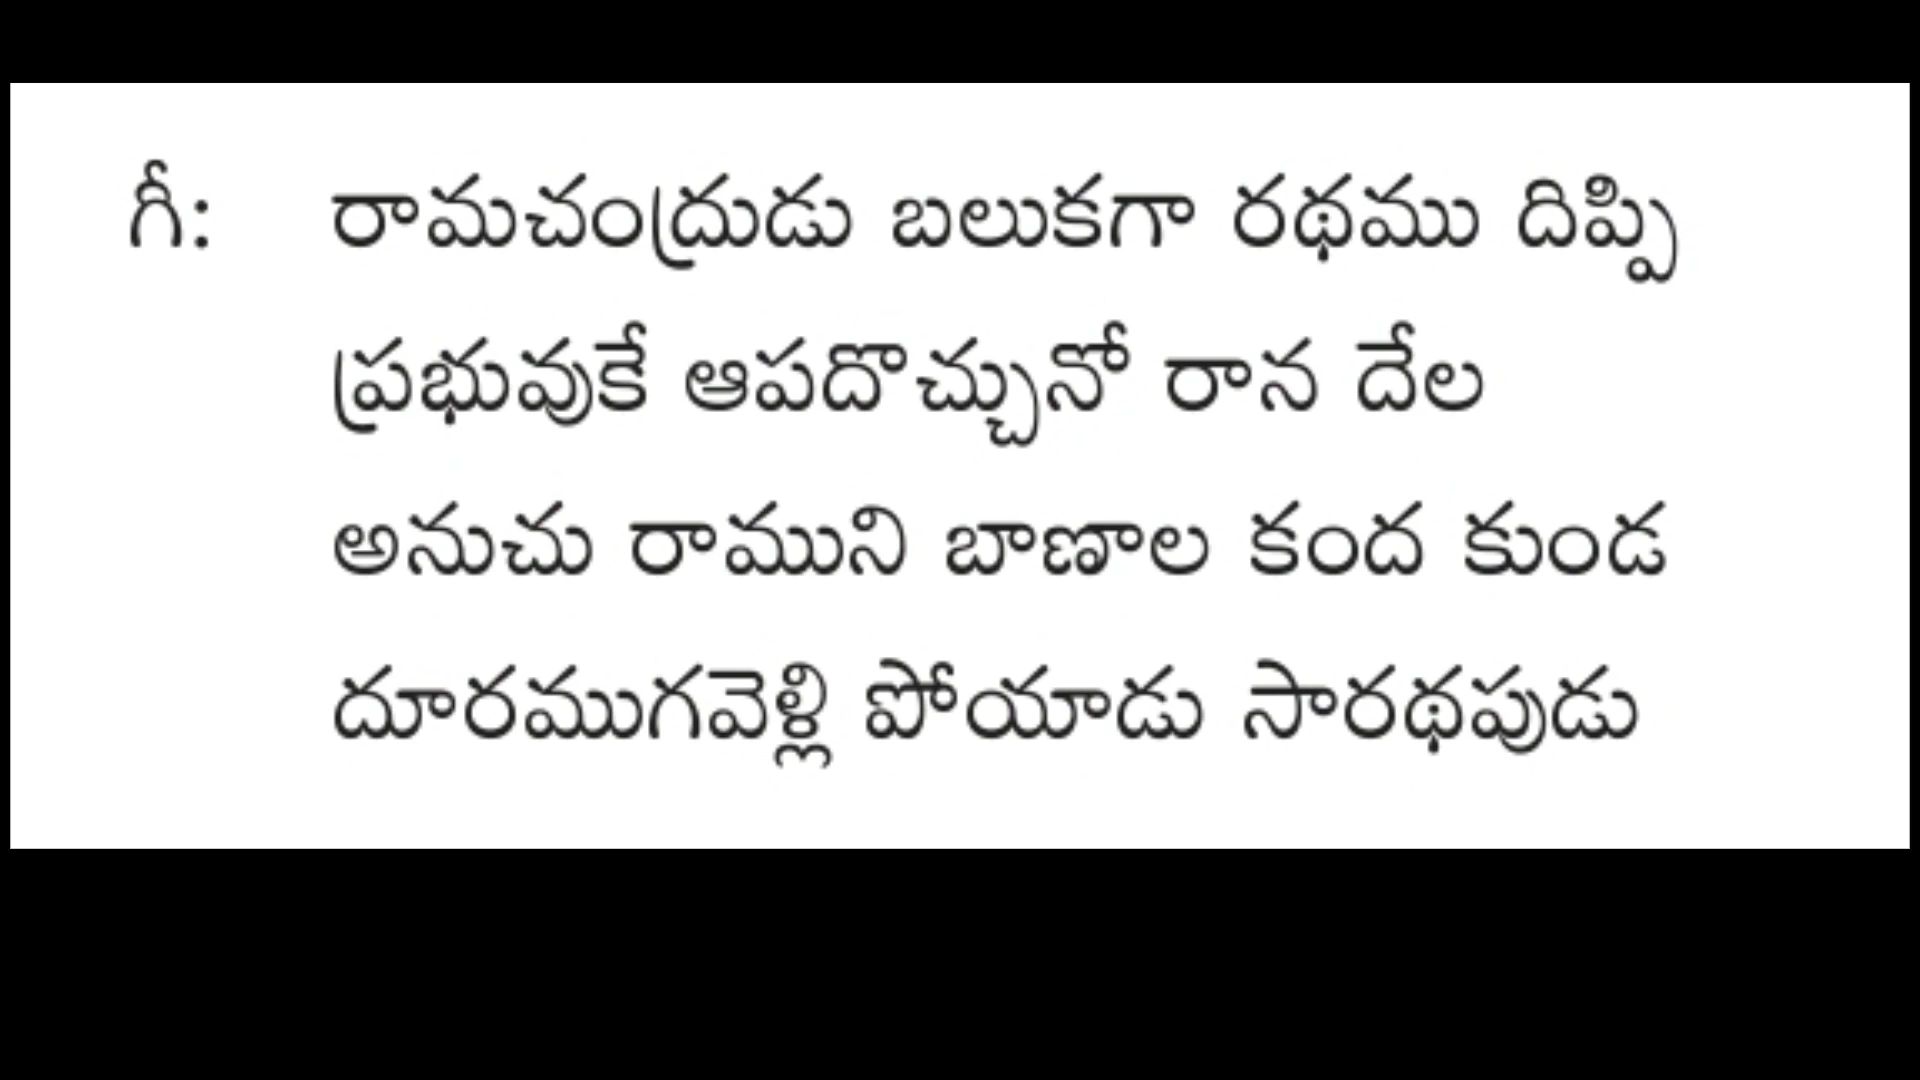 గీ: రామచంద్రుడు బలుకగా రథము దిప్పి
ప్రభువుకే ఆపదొచ్చునో రాన దేల
అనుచు రాముని బాణాల కంద కుండ
దూరముగవెళ్లి పోయాడు సారథపుడు